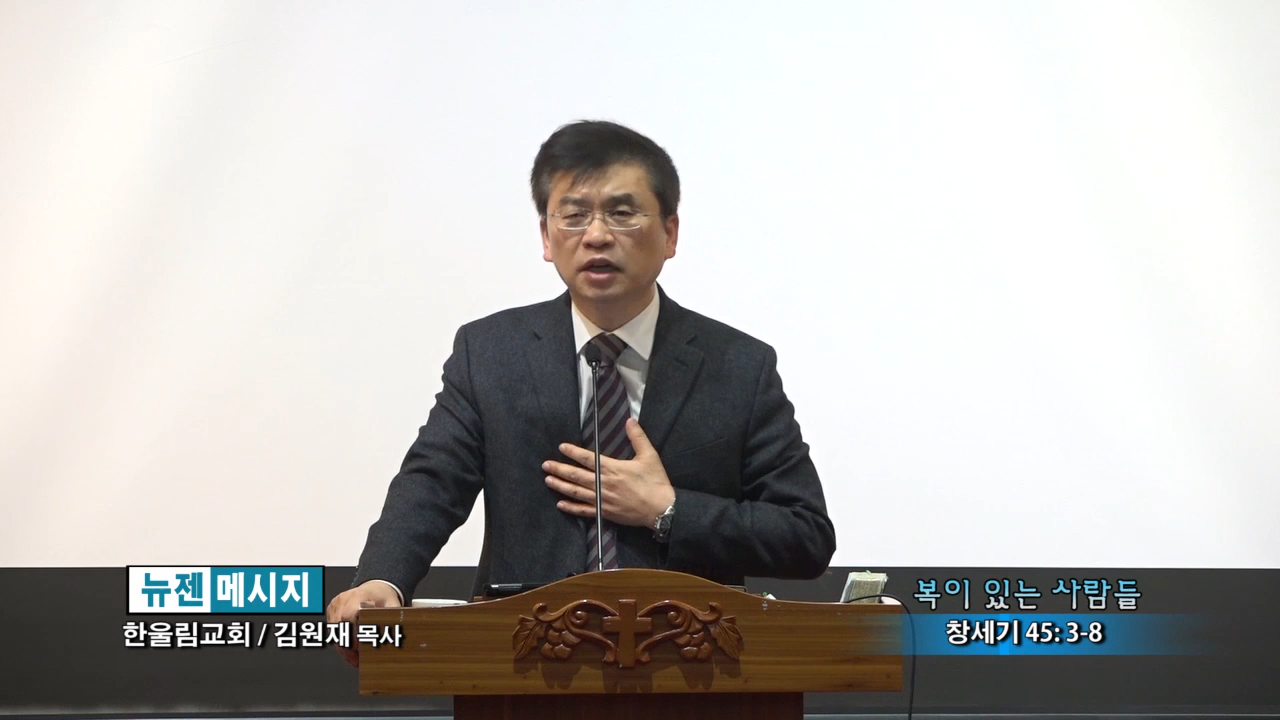 뉴젠 메시지
한울림교회 / 김원재 목사
복이 있는 사람들
창세기 45: 3-8